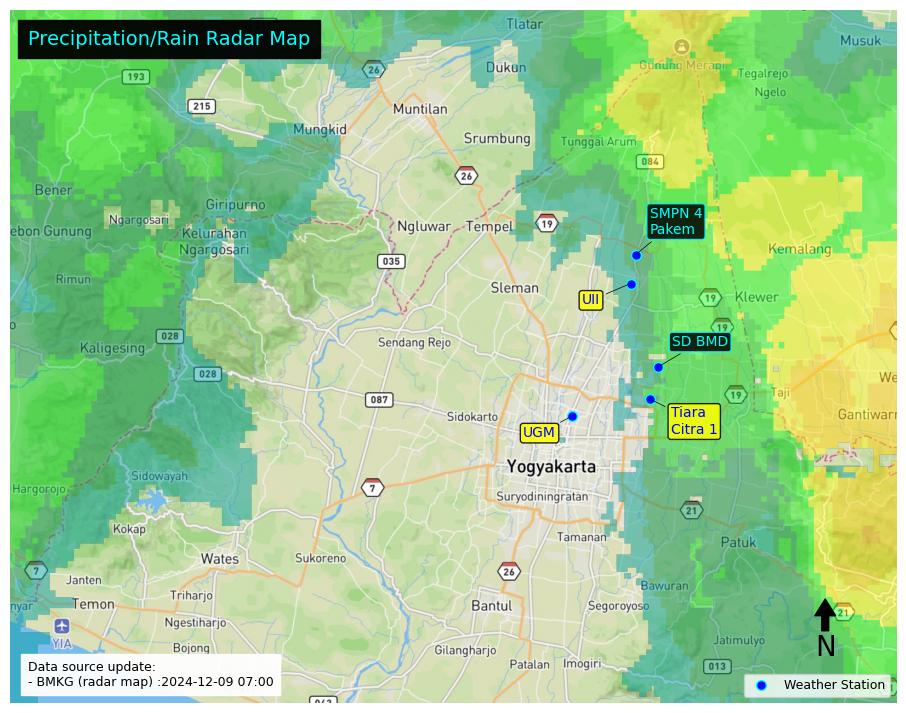 Precipitation/Rain Radar Map
Tlatar
Musuk
193
26
Dukun
Gunung Merapi
Tegalrejo
Ngelo
215
Muntilan
Mungkid
Srumbung
Tunggal Arum
084
26
Bener
Giripurno
SMPN 4
Pakem
Ngargosari
Ngluwar
Tempel
19
ebon Gunung
Kelurahan
Ngargosari
Kemalang
035
Rimun
Sleman
UII
19
Klewer
19
028
Sendang Rejo
SD BMD
Kaligesing
028
Taji
We
087
Sidokarto
19
Tiara
Citra 1
Gantiwarn
UGM
Yogyakarta
Sidowayah
7
Hargorojo
Suryodiningratan
21
Kokap
Tamanan
Patuk
Wates
Sukoreno
7
26
Janten
Bawuran
Triharjo
Temon
Bantul
Segoroyoso
nyar
21
Ngestiharjo
YIA
Jatimulyo
N
Bojong
Gilangharjo
Patalan
Imogiri
013
Data source update:
- BMKG (radar map) :2024-12-09 07:00
Weather Station